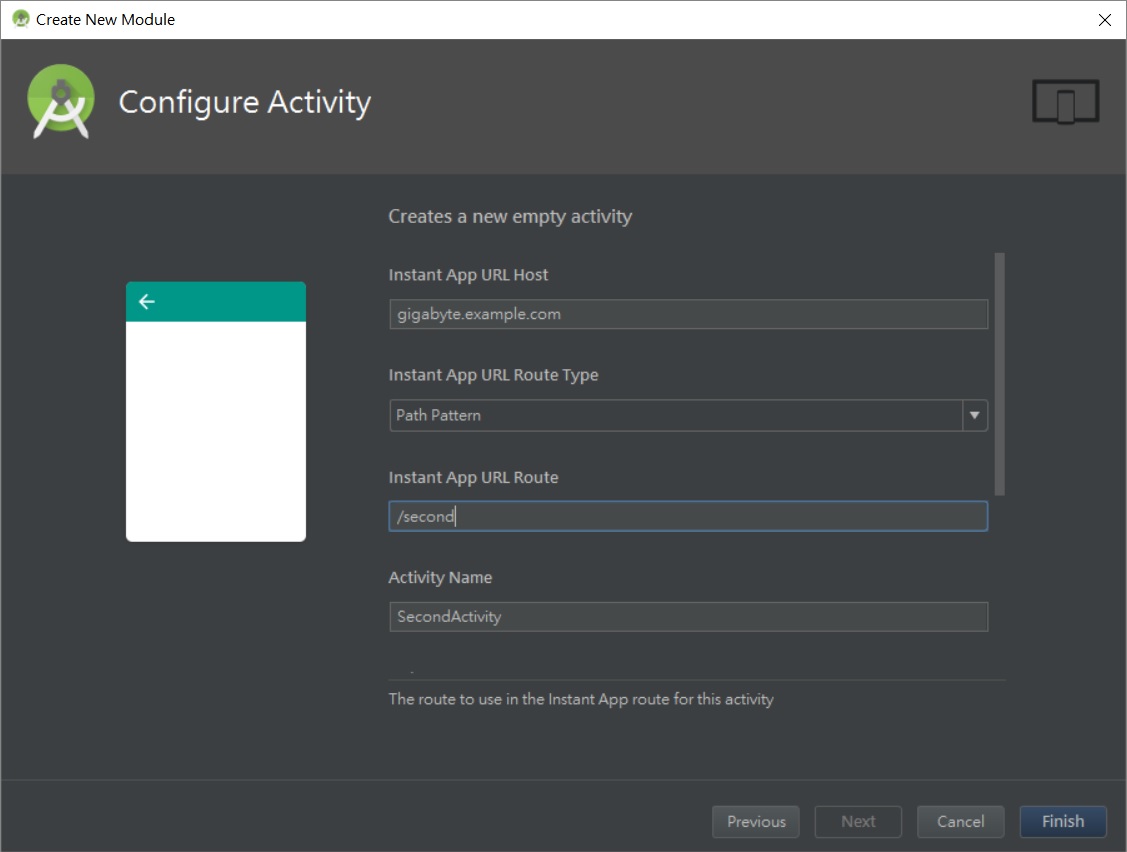 Create New Module
Configure Activity
Creates a new empty activity
Instant App URL Host
gigabyte.example.com
Instant App URL Route Type
Path Pattern
Instant App URL Route
/second
Activity Name
SecondActivity
The route to use in the Instant App route for this activity
Previous Next Cancel Finish